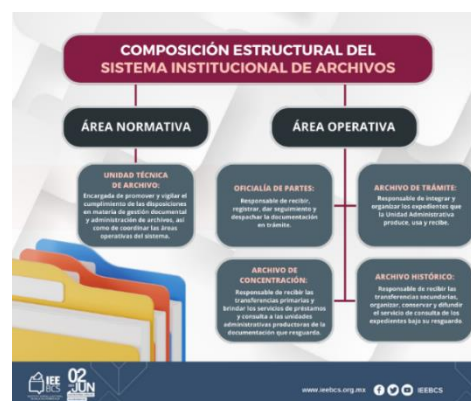 COMPOSICIÓN ESTRUCTURAL DEL
SISTEMA INSTITUCIONAL DE ARCHIVOS
ÁREA NORMATIVA
ÁREA OPERATIVA
UNIDAD TÉCNICA
DE ARCHIVO:
Encargada de promover y vigilar el
cumplimiento de las disposiciones
en materia de gestión documental
y administración de archivos, así
como de coordinar las áreas
operativas del sistema.
OFICIALÍA DE PARTES:
Responsable de recibir,
registrar, dar seguimiento y
despachar la documentación
en trámite.
ARCHIVO DE TRÁMITE:
Responsable de integrar y
organizar los expedientes que
la Unidad Administrativa
produce, usa y recibe.
ARCHIVO DE
CONCENTRACIÓN:
Responsable de recibir las
transferencias primarias y
brindar los servicios de préstamos
y consulta a las unidades
administrativas productoras de la
documentación que resguarda.
ARCHIVO HISTÓRICO:
Responsable de recibir las
transferencias secundarias,
organizar, conservar y difundir
el servicio de consulta de los
expedientes bajo su resguardo
IEE
BCS
02
JUN
www.ieebcs.org.mx
IEEBCS